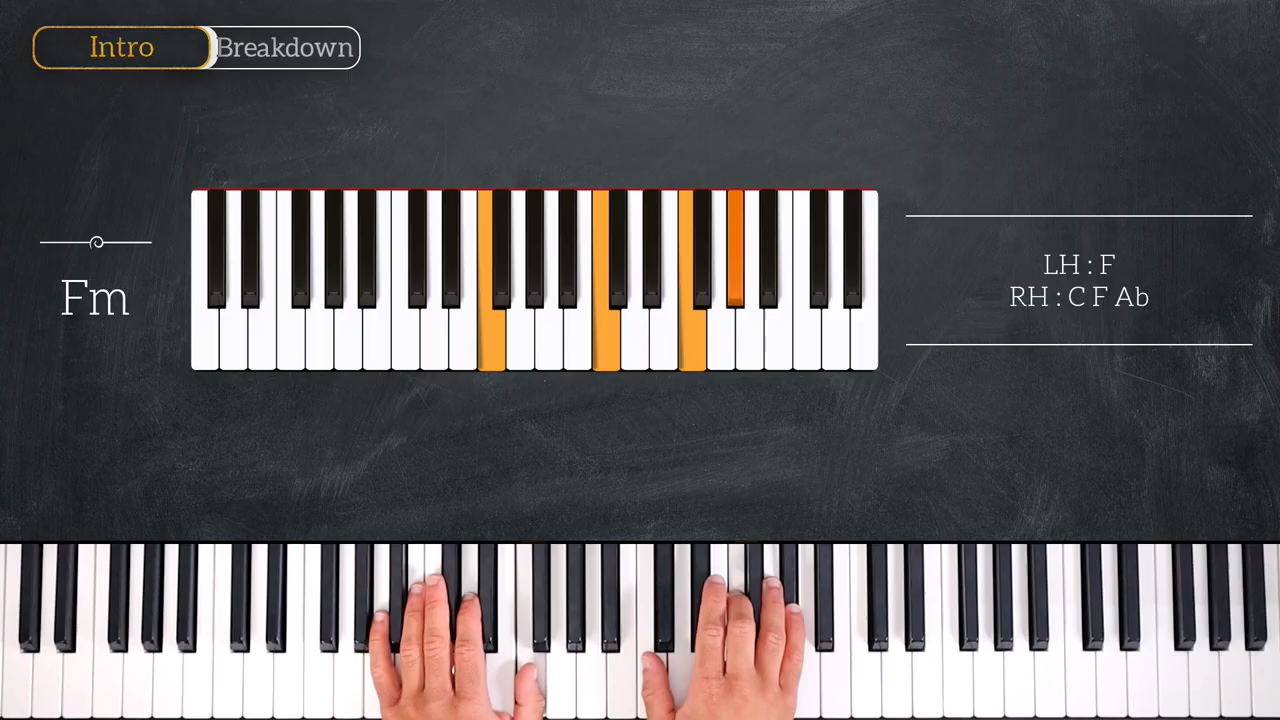 Intro
Breakdown
Fm
LH : F
RH : C F Ab